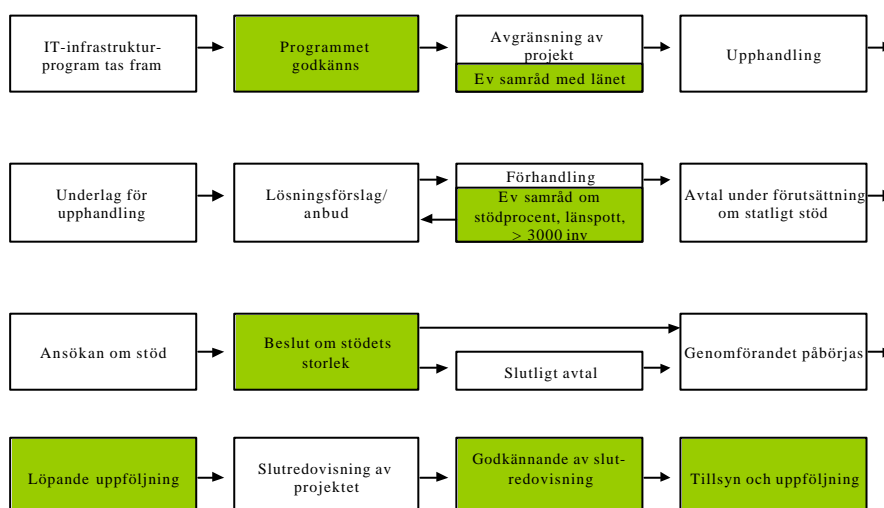 IT-infrastruktur-
program tas fram
Programmet
godkänns
Avgränsning av
projekt
Ev samråd med länet
Upphandling
Underlag för
upphandling
Lösningsförslag/
anbud
Förhandling
Ev samråd om
stödprocent, länspott,
> 3000 inv
Avtal under förutsättning
om statligt stöd
Ansökan om stöd
Beslut om stödets
storlek
Slutligt avtal
Genomförandet påbörjas
Löpande uppföljning
Slutredovisning av
projektet
Godkännande av slut-
redovisning
Tillsyn och uppföljning